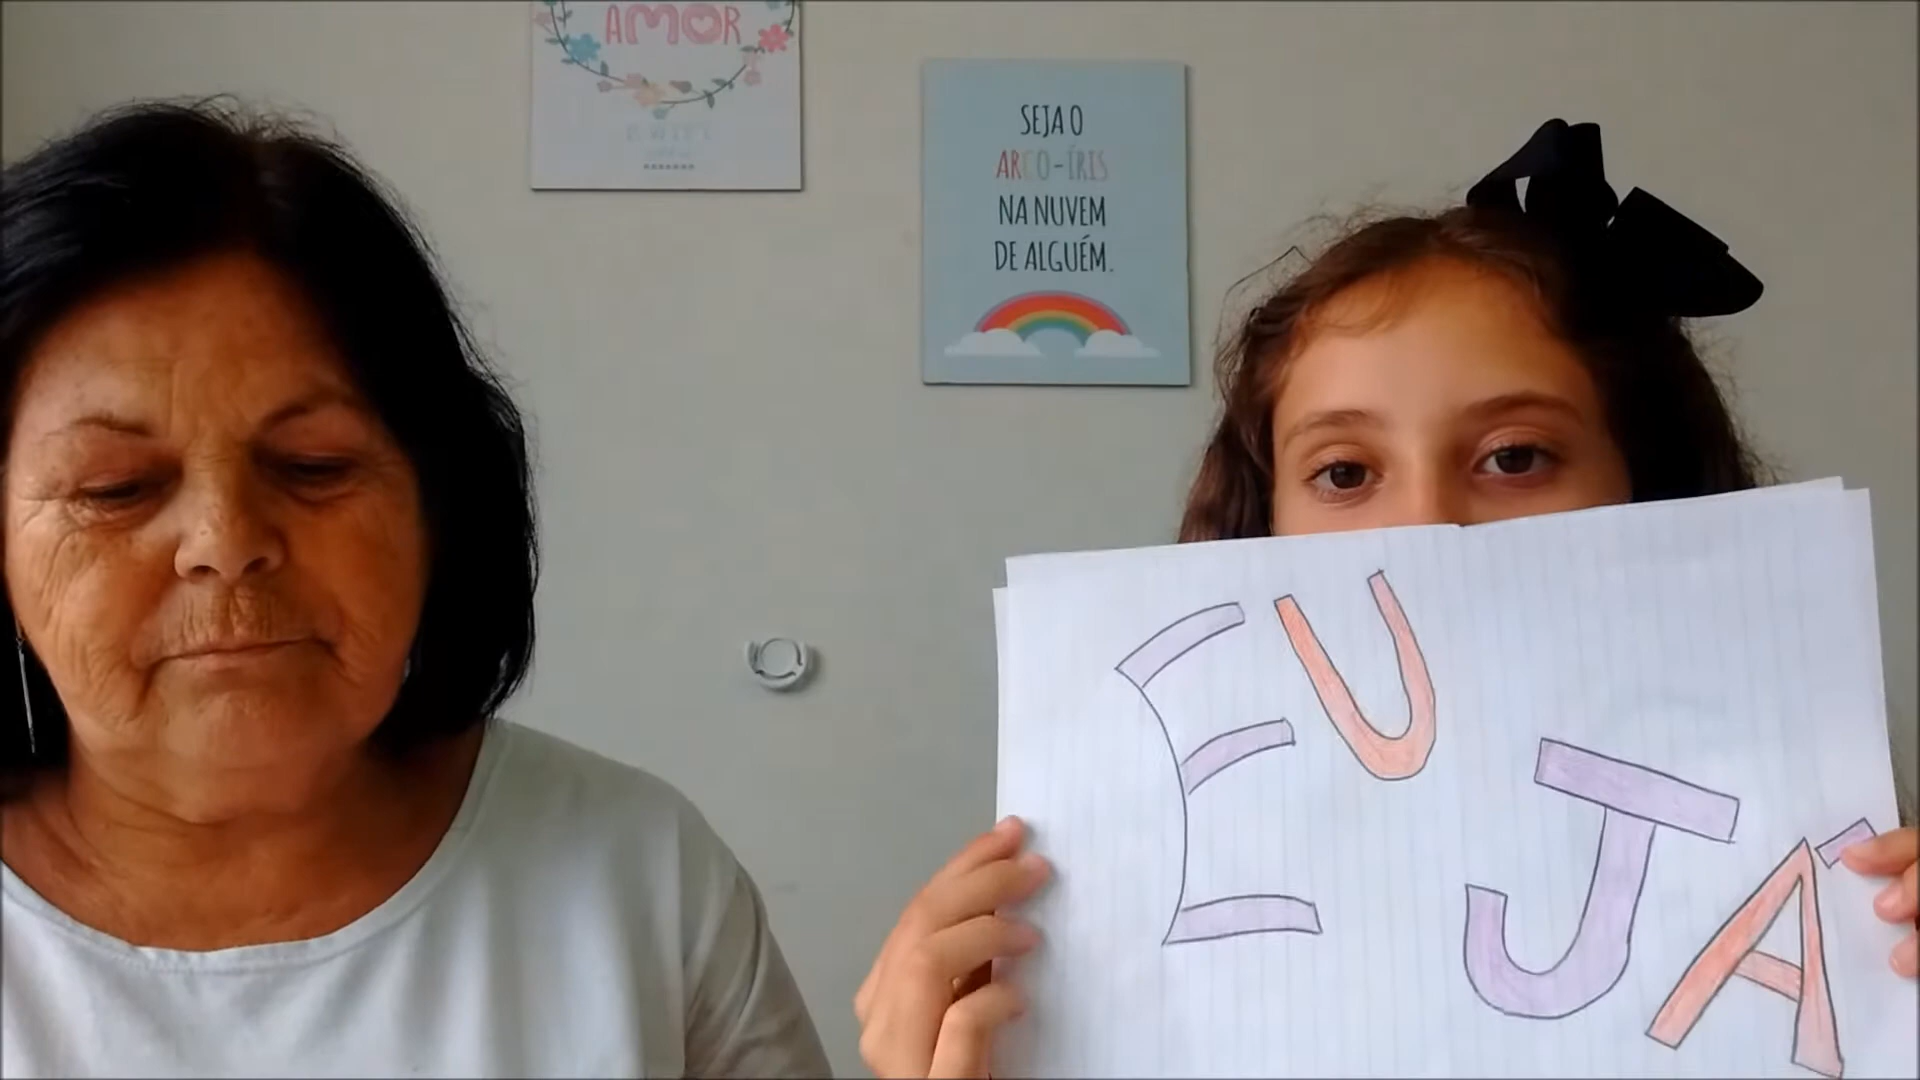 AMOR
SEJA O
ARCO-ÍRIS
NA NUVEM
DE ALGUÉM.
EU
JÁ